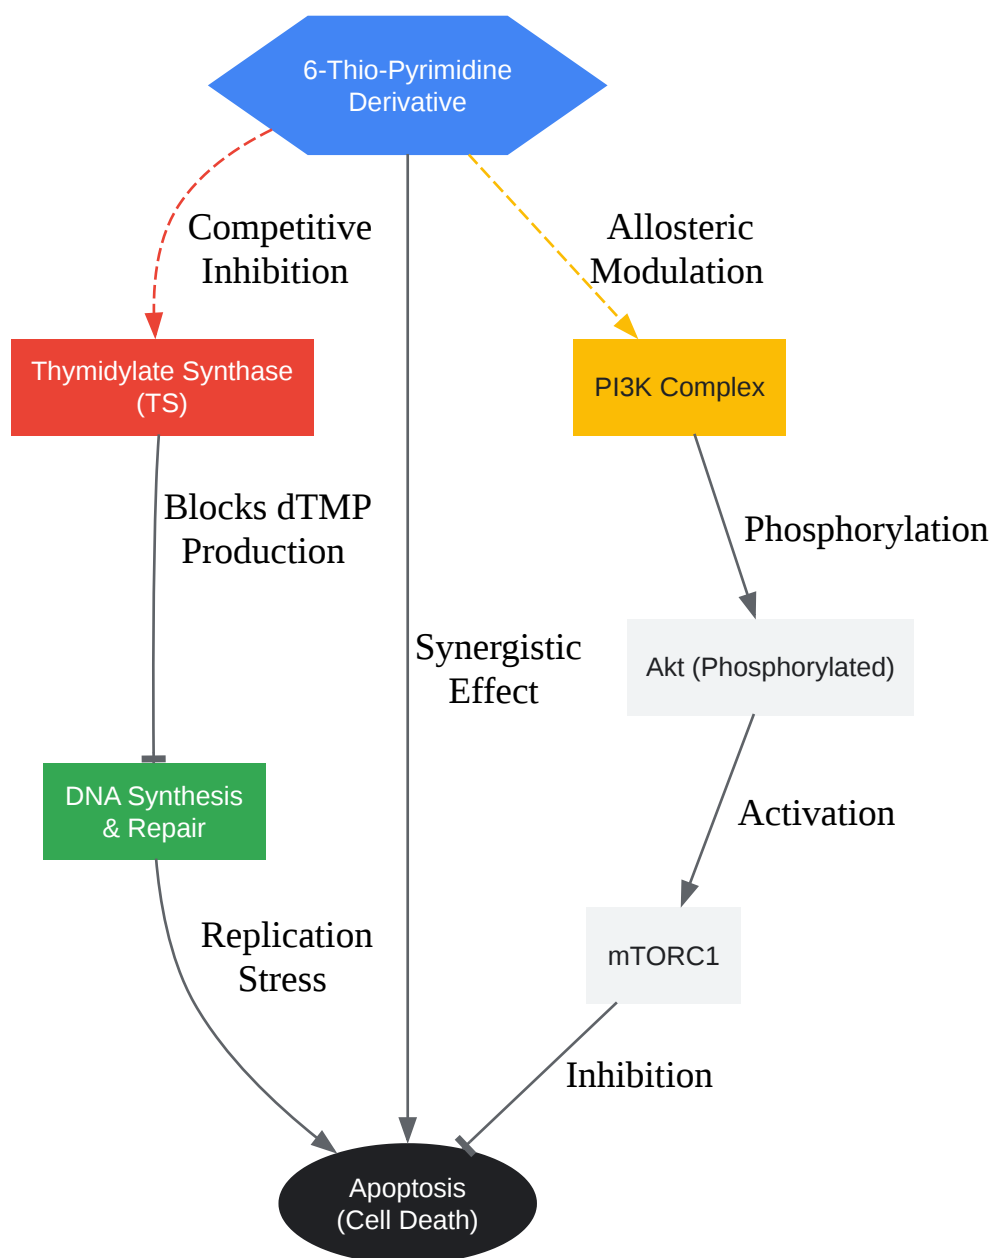 6-Thio-Pyrimidine
Derivative
Competitive
Inhibition
Allosteric
Modulation
Thymidylate Synthase
(TS)
PI3K Complex
Blocks dTMP
Production
Phosphorylation
Synergistic
Effect
Akt (Phosphorylated)
DNA Synthesis
& Repair
Activation
Replication
Stress
mTORC1
Inhibition
Apoptosis
(Cell Death)